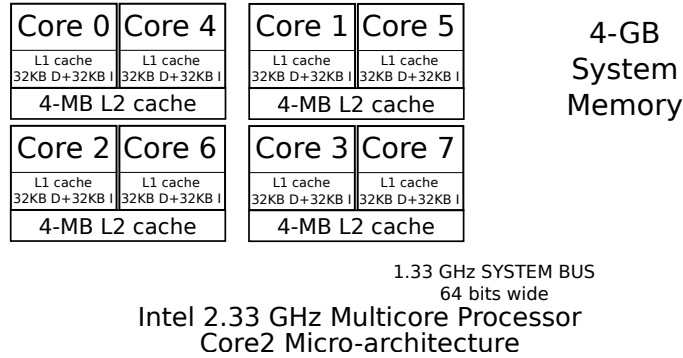 Core 0 Core 4
L1 cache L1 cache
32KB D+32KB I 32KB D+32KB I
4-MB L2 cache
Core 1 Core 5
L1 cache L1 cache
32KB D+32KB I 32KB D+32KB I
4-MB L2 cache
4-GB
System
Memory
Core 2 Core 6
L1 cache L1 cache
32KB D+32KB I 32KB D+32KB I
4-MB L2 cache
Core 3 Core 7
L1 cache L1 cache
32KB D+32KB I 32KB D+32KB I
4-MB L2 cache
1.33 GHz SYSTEM BUS
64 bits wide
Intel 2.33 GHz Multicore Processor
Core2 Micro-architecture